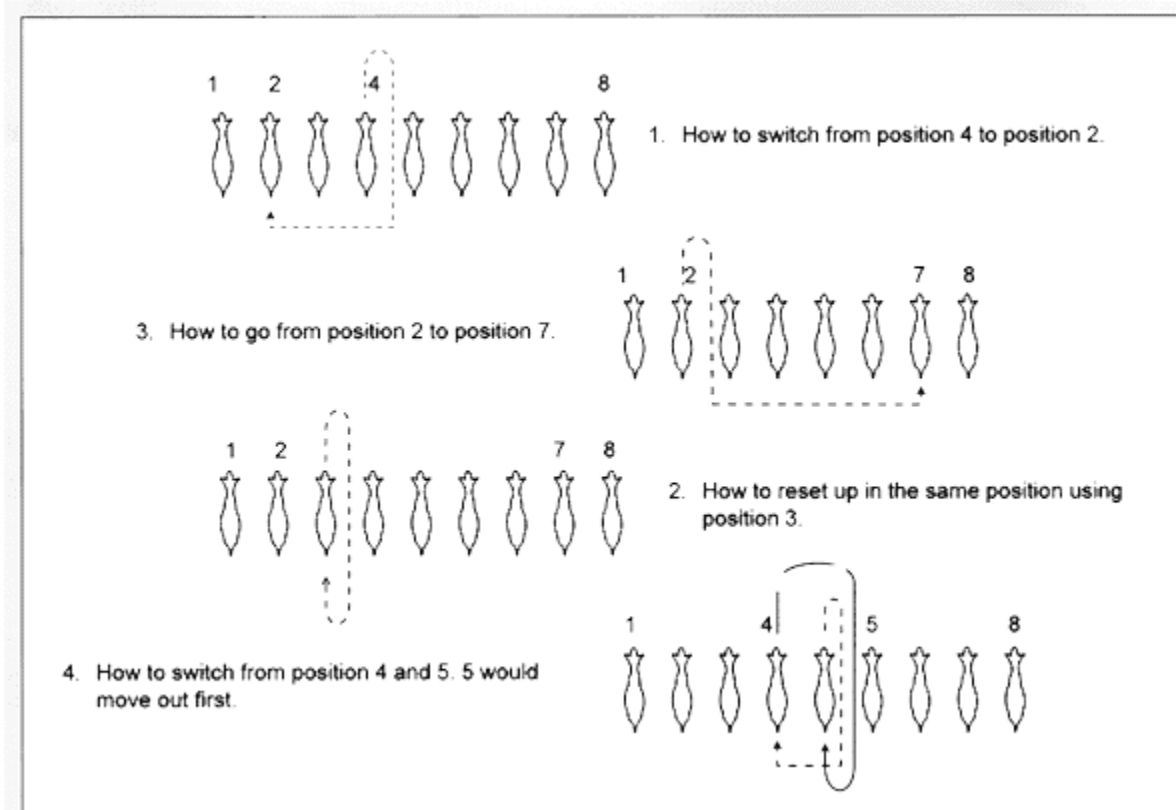 1 2 4 8
1. How to switch from position 4 to position 2.
1 2 7 8
3. How to go from position 2 to position 7.
1 2 7 8
2. How to reset up in the same position using
position 3.
1 4 5 8
4. How to switch from position 4 and 5. 5 would
move out first.